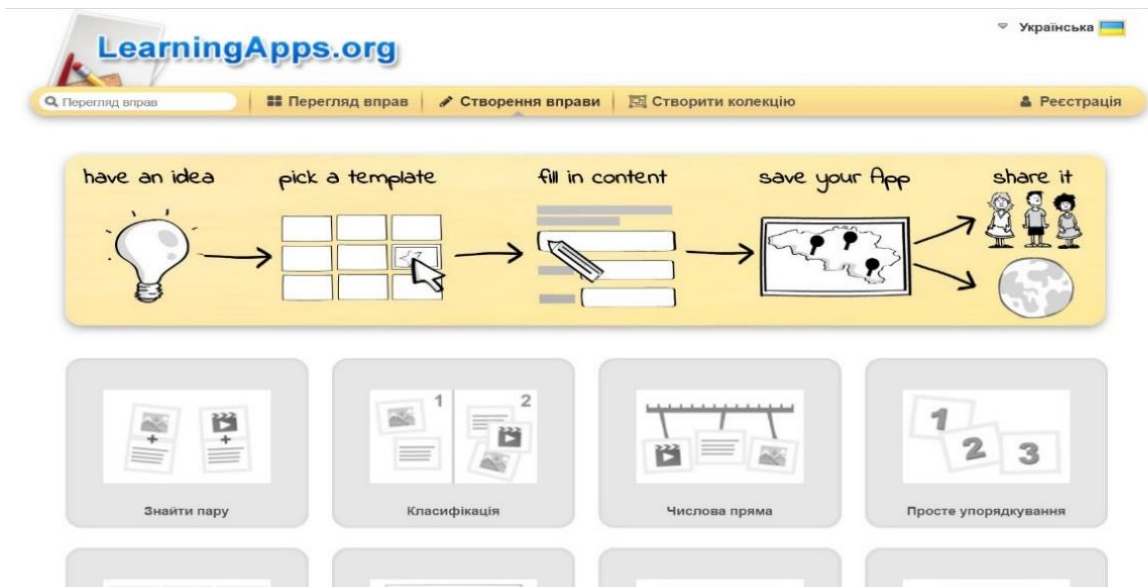 Українська
LearningApps.org
Перегляд вправ
Перегляд вправ
Створення вправи
Створити колекцію
Реєстрація
have an idea
pick a template
fill in content
save your App
share it
1
2
1
2
3
Знайти пару
Класифікація
Числова пряма
Просте упорядкування